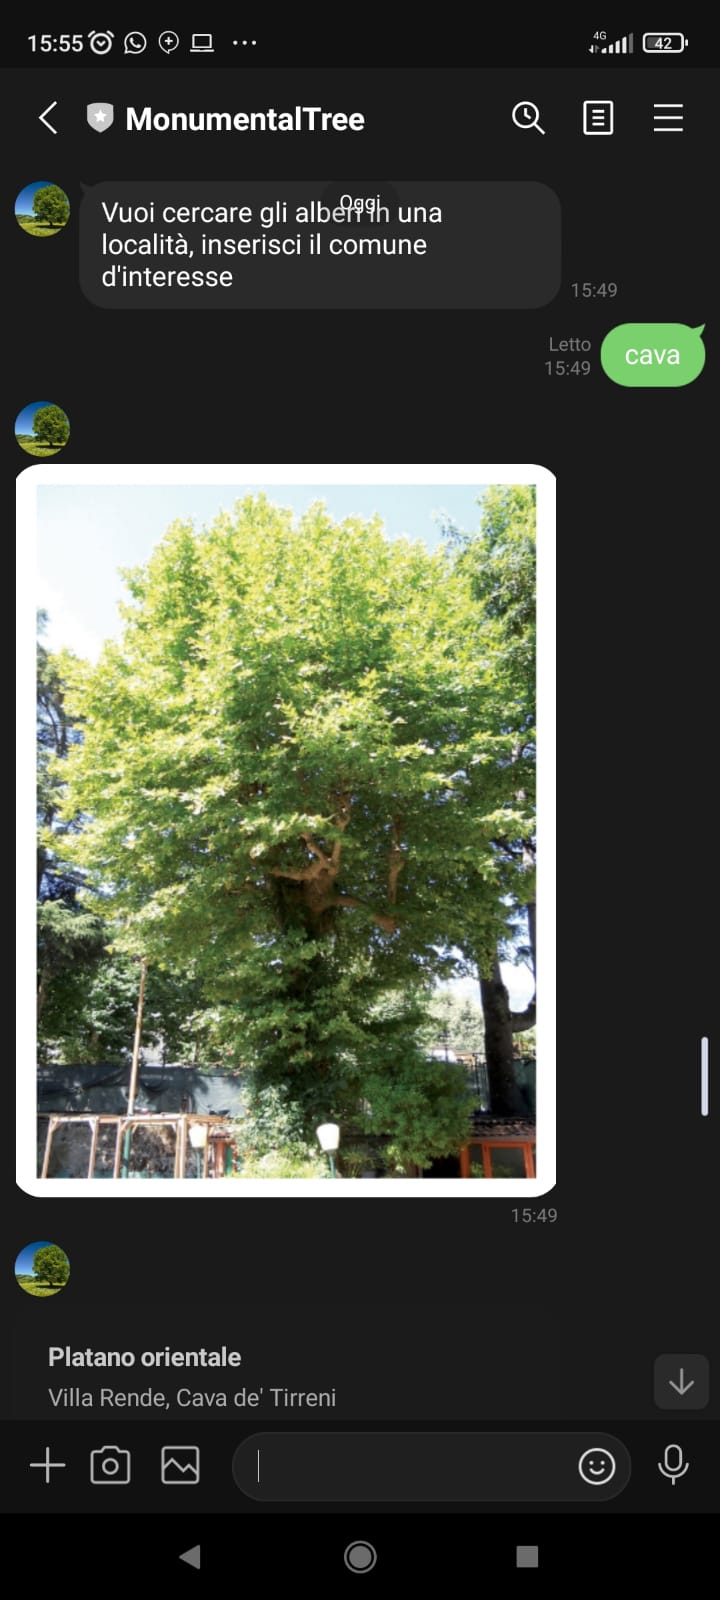 15:55
4G
42
MonumentalTree
Oggi
Vuoi cercare gli alberi in una
località, inserisci il comune
d'interesse
15:49
Letto
15:49
cava
15:49
Platano orientale
Villa Rende, Cava de' Tirreni